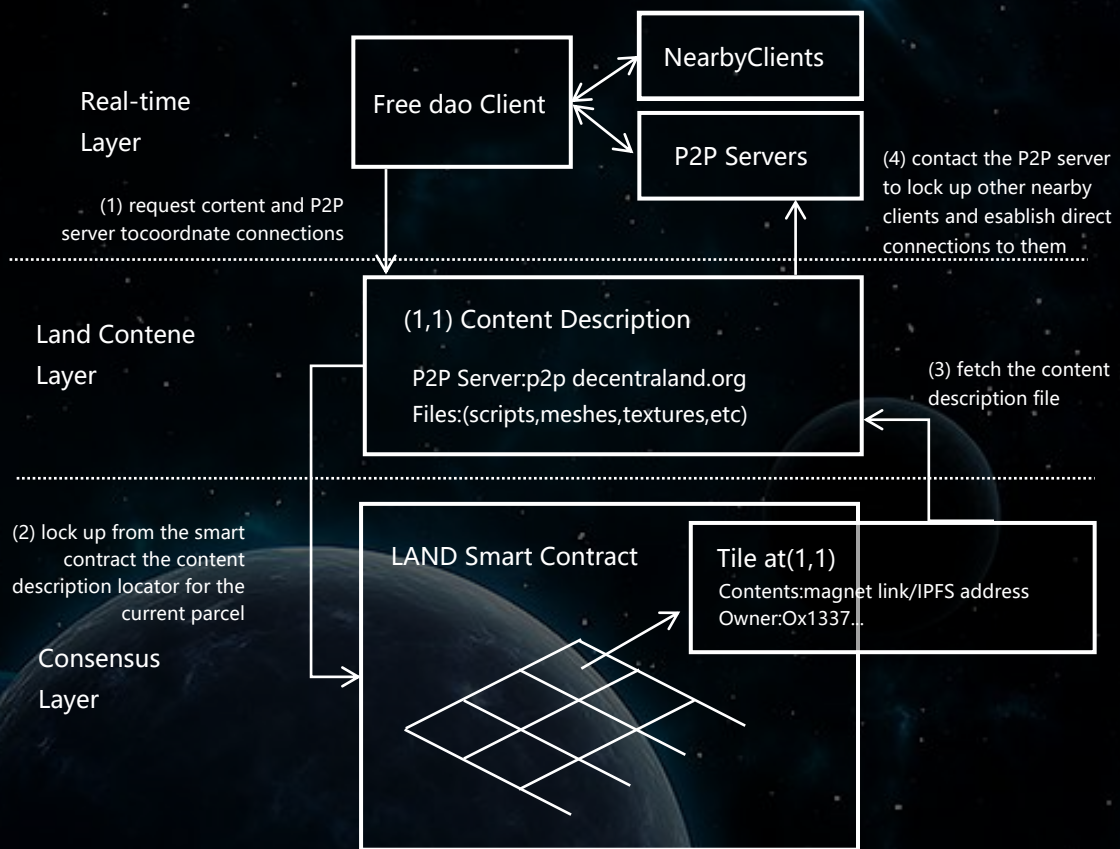 NearbyClients
Free dao Client
Real-time
Layer
P2P Servers
(4) contact the P2P server
to lock up other nearby
clients and esablish direct
connections to them
(1) request cortent and P2P
server tocoordnate connections
(1,1) Content Description
Land Contene
Layer
P2P Server:p2p decentraland.org
Files:(scripts,meshes,textures,etc)
(3) fetch the content
description file
(2) lock up from the smart
contract the content
description locator for the
current parcel
LAND Smart Contract
Tile at(1,1)
Contents:magnet link/IPFS address
Owner:Ox1337...
Consensus
Layer